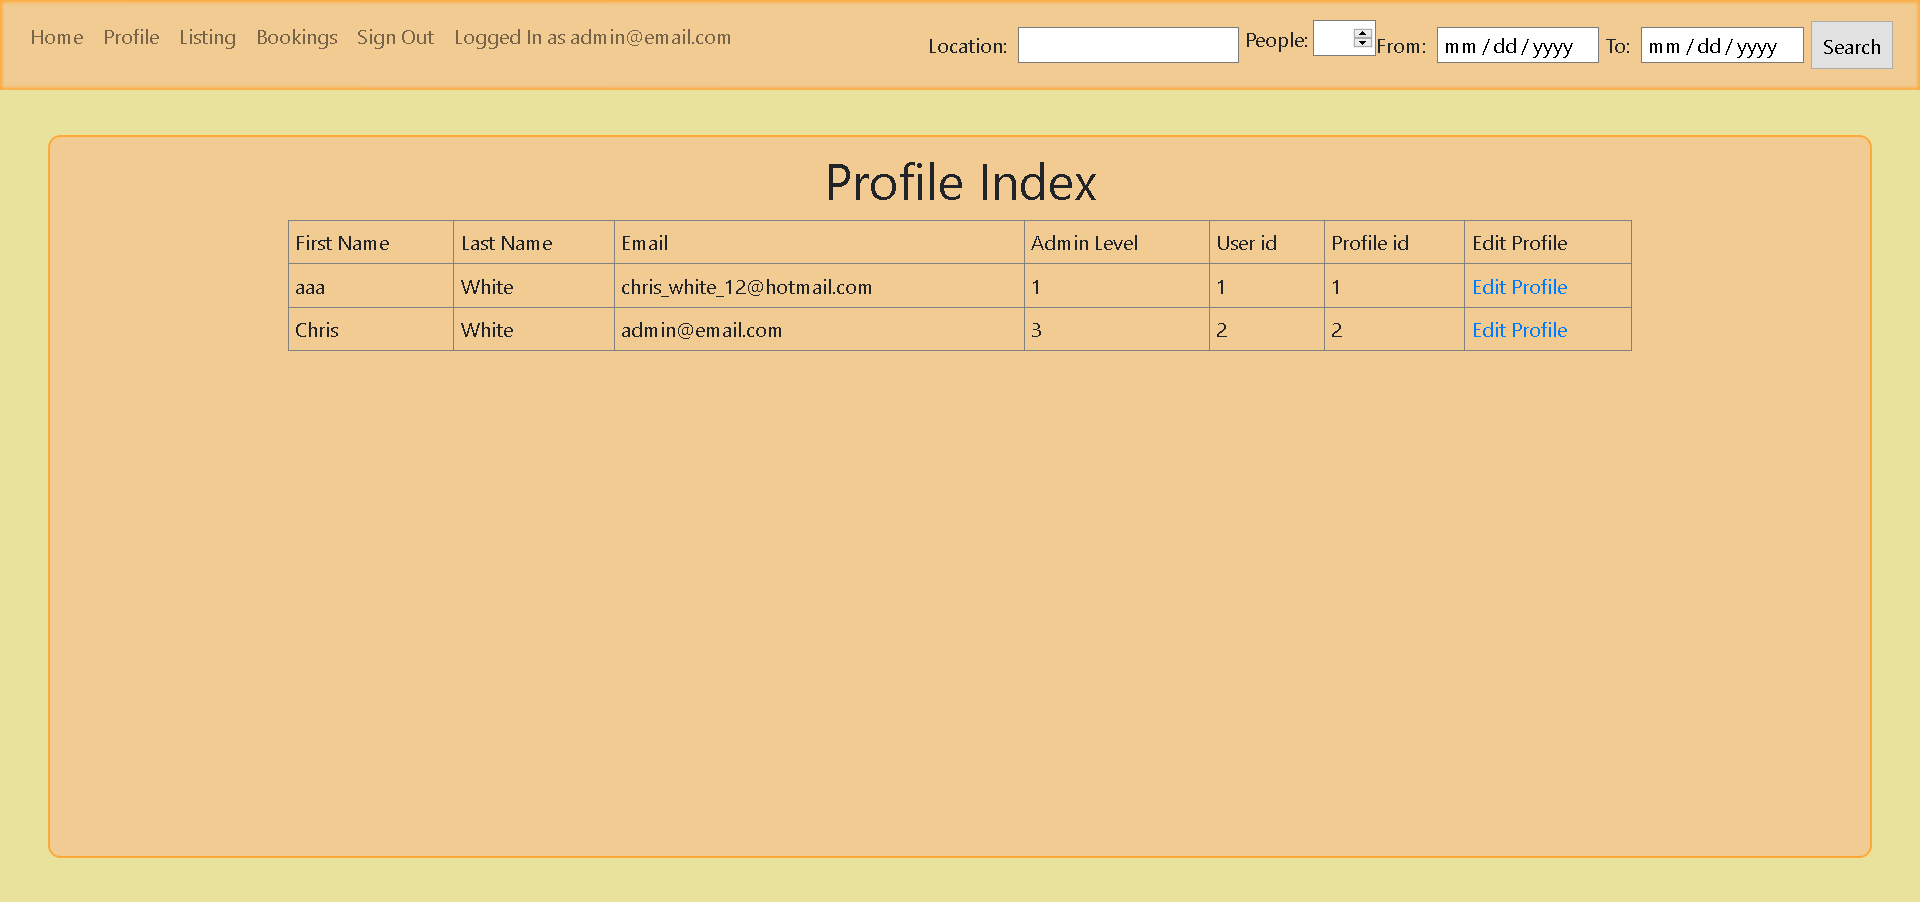 Home Profile Listing Bookings Sign Out Logged In as admin@email.com Location: People: From: mm/dd/yyyy To: mm/dd/yyyy Search
Profile Index
First Name Last Name Email Admin Level User id Profile id Edit Profile
aaa White chris_white_12@hotmail.com 1 1 1 Edit Profile
Chris White admin@email.com 3 2 2 Edit Profile